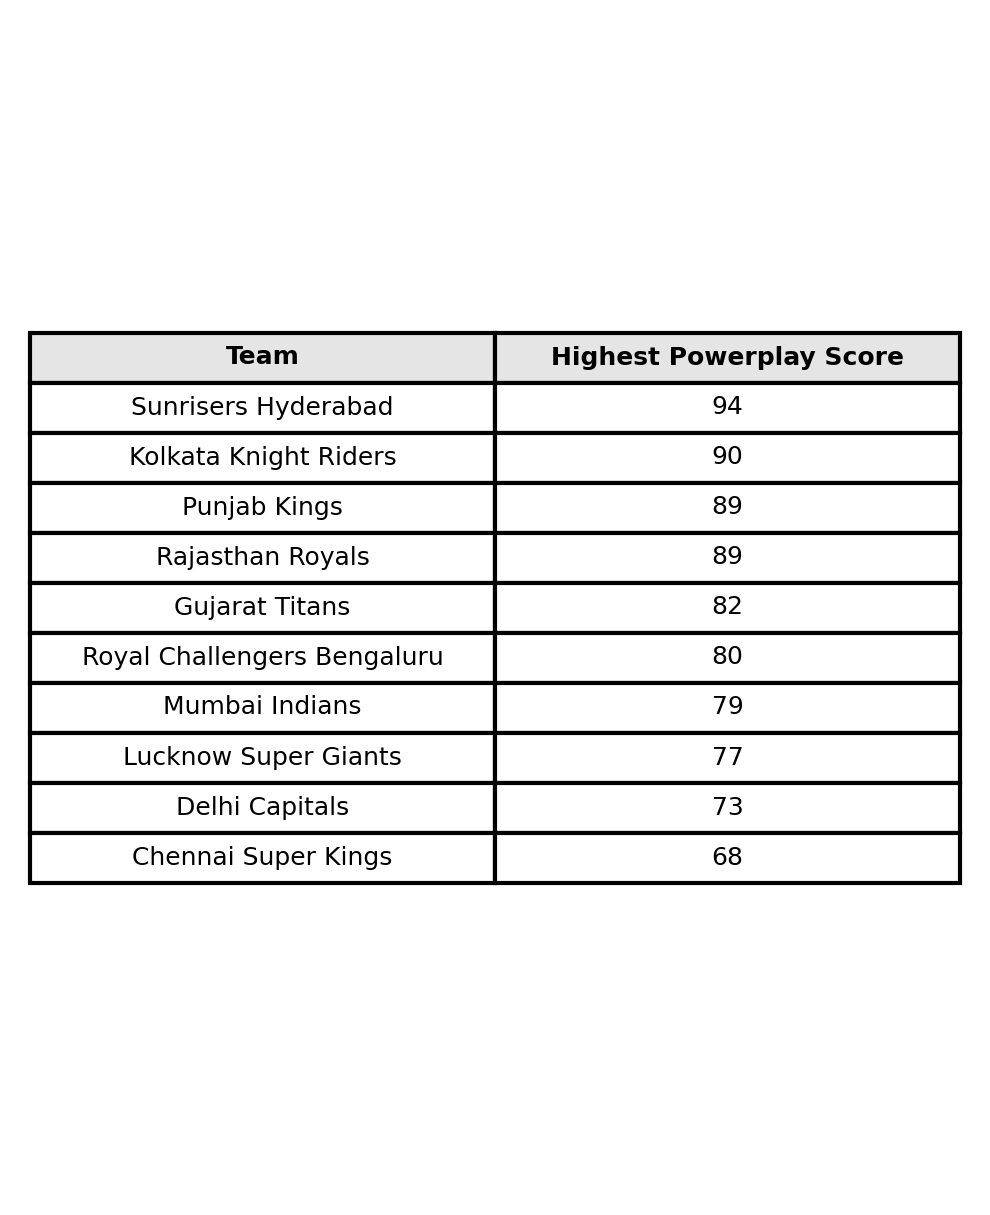 Team Highest Powerplay Score
Sunrisers Hyderabad 94
Kolkata Knight Riders 90
Punjab Kings 89
Rajasthan Royals 89
Gujarat Titans 82
Royal Challengers Bengaluru 80
Mumbai Indians 79
Lucknow Super Giants 77
Delhi Capitals 73
Chennai Super Kings 68